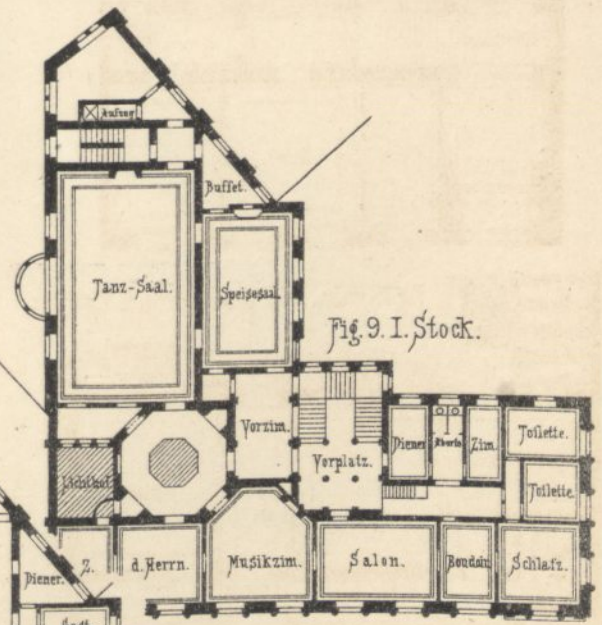 Aufzug
Buffet.
Tanz-Saal.
Speisesaal.
Fig. 9. I. Stock.
Vorzim.
Vorplatz.
Diener
Aborte
Zim.
Toilette.
Toilette.
Lichthof
Diener.
Z.
d. Herrn.
Musikzim.
Salon.
Boudoir.
Schlafz.